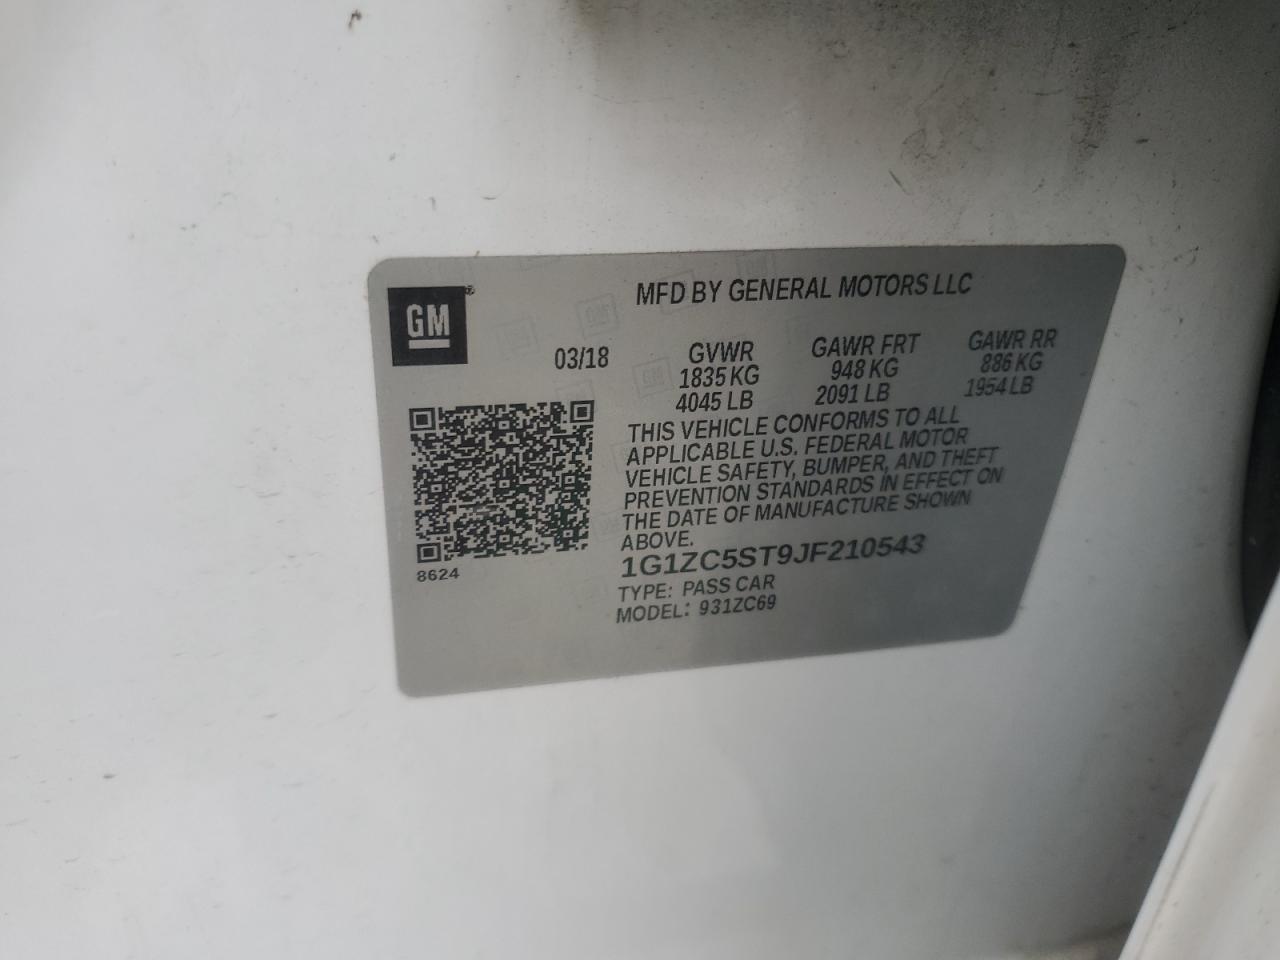 GM®
MFD BY GENERAL MOTORS LLC
03/18
GVWR
1835 KG
4045 LB
GAWR FRT
948 KG
2091 LB
GAWR RR
886 KG
1954 LB
THIS VEHICLE CONFORMS TO ALL
APPLICABLE U.S. FEDERAL MOTOR
VEHICLE SAFETY, BUMPER, AND THEFT
PREVENTION STANDARDS IN EFFECT ON
THE DATE OF MANUFACTURE SHOWN
ABOVE.
1G1ZC5ST9JF210543
TYPE: PASS CAR
MODEL: 931ZC69
8624